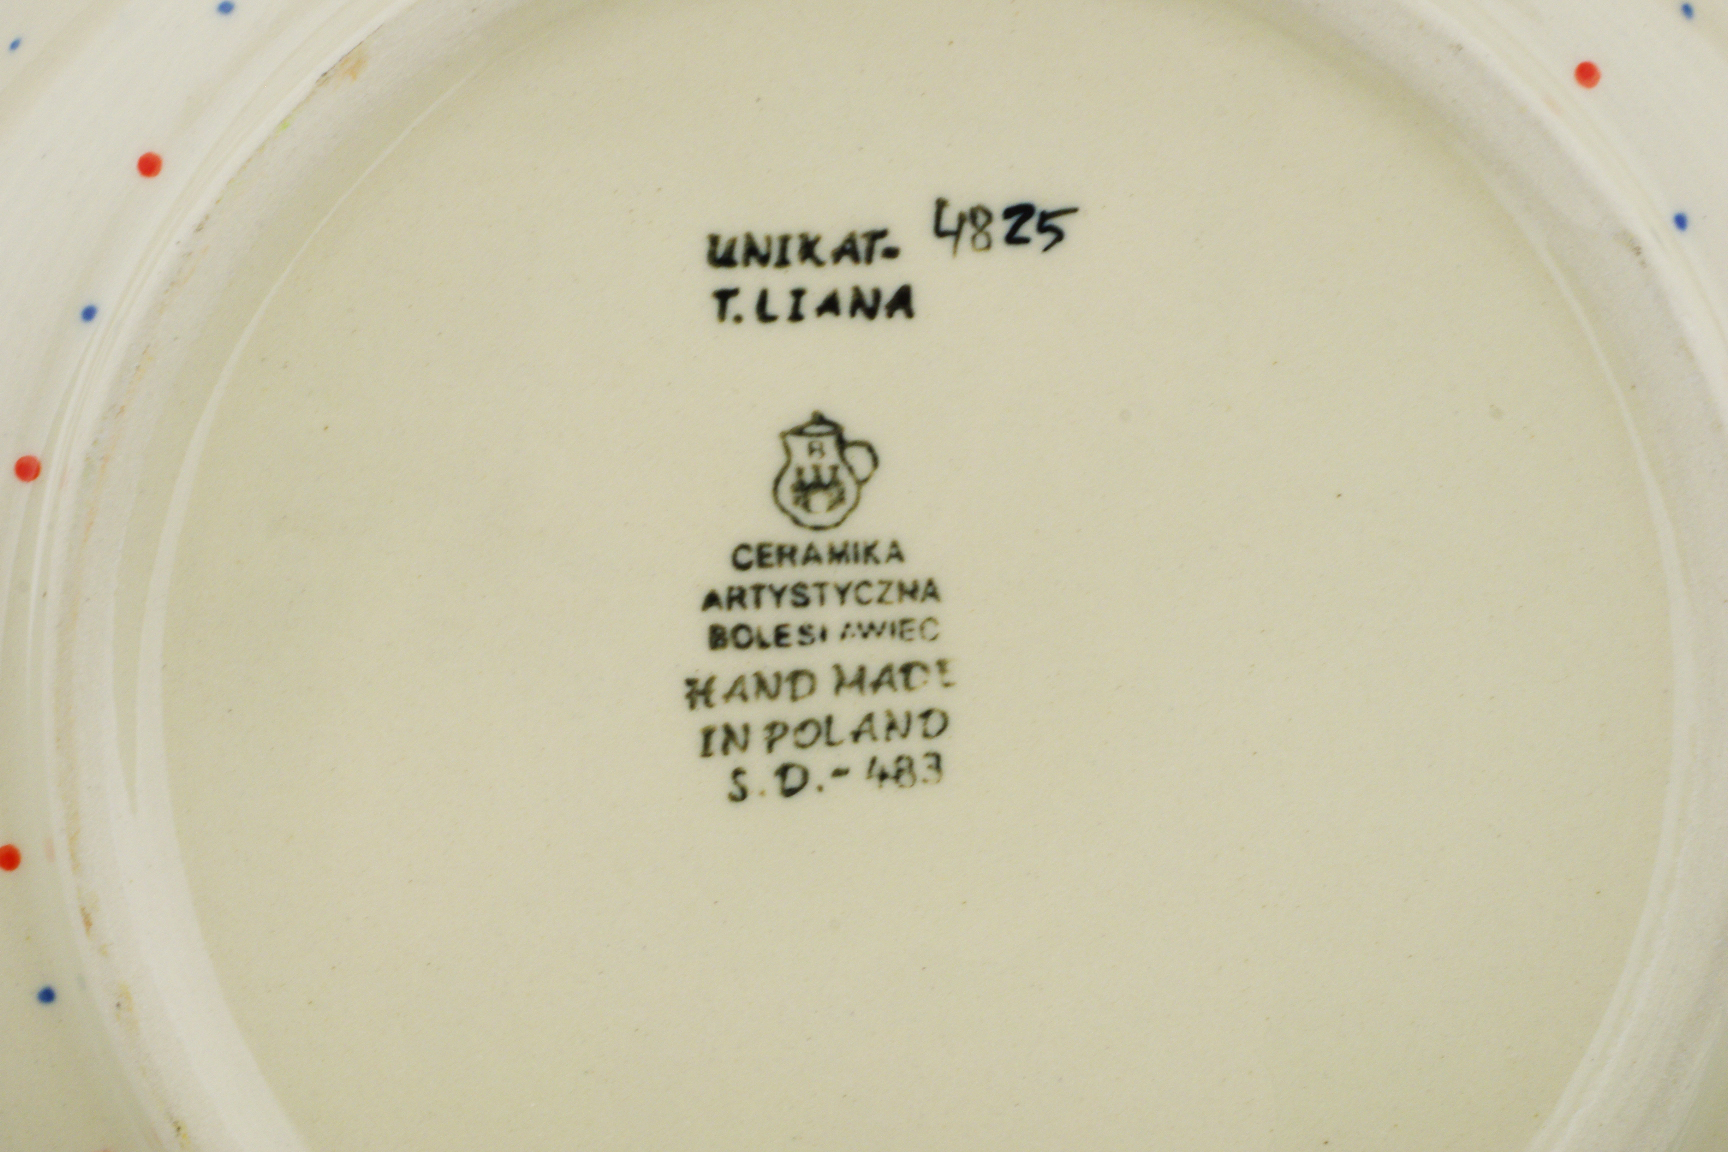 UNIKAT- 4825
T. LIANA
B
CERAMIKA
ARTYSTYCZNA
BOLESŁAWIEC
HAND MADE
IN POLAND
S.D.- 483